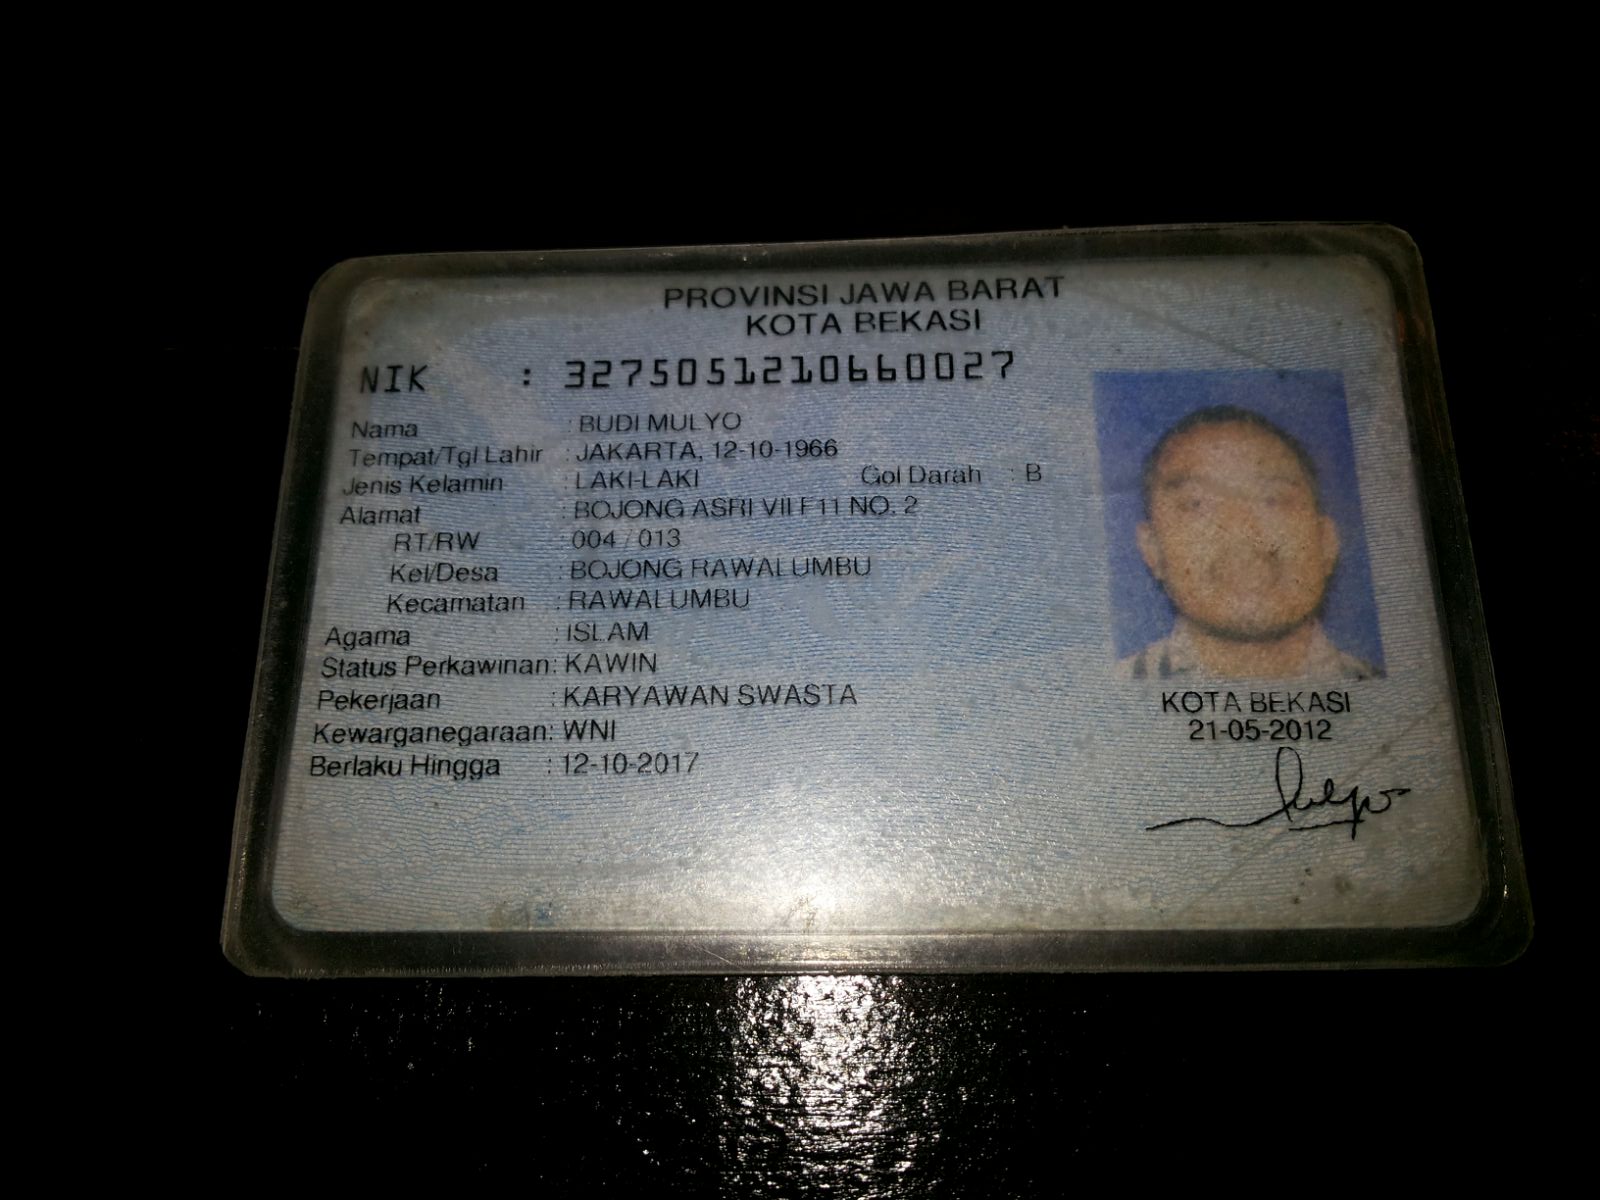 PROVINSI JAWA BARAT
KOTA BEKASI
NIK : 3275051210660027
Nama : BUDI MULYO
Tempat/Tgl Lahir : JAKARTA, 12-10-1966
Jenis Kelamin : LAKI-LAKI Gol Darah : B
Alamat : BOJONG ASRI VII F11 NO. 2
RT/RW : 004 / 013
Kel/Desa : BOJONG RAWALUMBU
Kecamatan : RAWALUMBU
Agama : ISLAM
Status Perkawinan: KAWIN
Pekerjaan : KARYAWAN SWASTA
Kewarganegaraan: WNI
Berlaku Hingga : 12-10-2017
KOTA BEKASI
21-05-2012